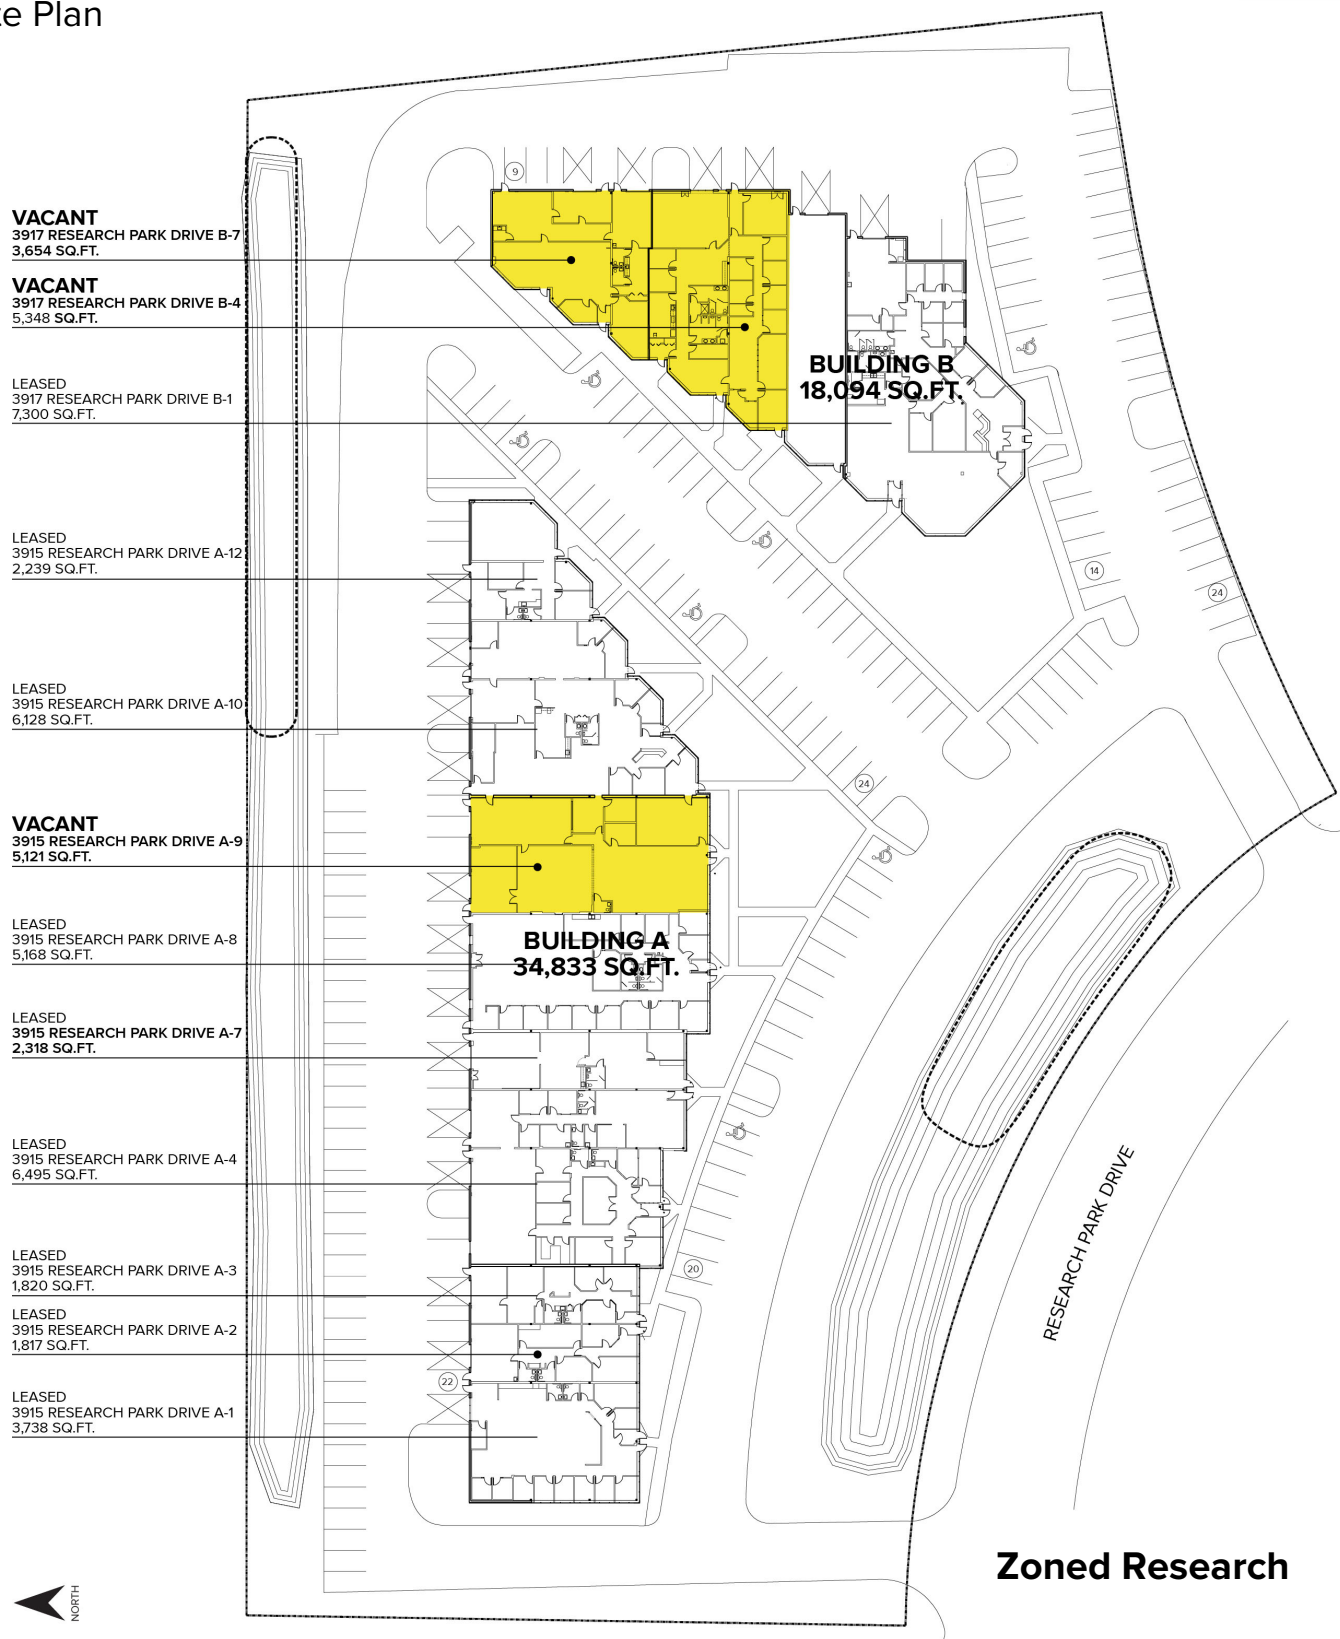 te Plan
VACANT
3917 RESEARCH PARK DRIVE B-7
3,654 SQ.FT.
VACANT
3917 RESEARCH PARK DRIVE B-4
5,348 SQ.FT.
LEASED
3917 RESEARCH PARK DRIVE B-1
7,300 SQ.FT.
LEASED
3915 RESEARCH PARK DRIVE A-12
2,239 SQ.FT.
LEASED
3915 RESEARCH PARK DRIVE A-10
6,128 SQ.FT.
VACANT
3915 RESEARCH PARK DRIVE A-9
5,121 SQ.FT.
LEASED
3915 RESEARCH PARK DRIVE A-8
5,168 SQ.FT.
LEASED
3915 RESEARCH PARK DRIVE A-7
2,318 SQ.FT.
LEASED
3915 RESEARCH PARK DRIVE A-4
6,495 SQ.FT.
LEASED
3915 RESEARCH PARK DRIVE A-3
1,820 SQ.FT.
LEASED
3915 RESEARCH PARK DRIVE A-2
1,817 SQ.FT.
LEASED
3915 RESEARCH PARK DRIVE A-1
3,738 SQ.FT.
9
BUILDING B
18,094 SQ.FT.
14
24
24
BUILDING A
34,833 SQ.FT.
20
22
RESEARCH PARK DRIVE
Zoned Research
NORTH